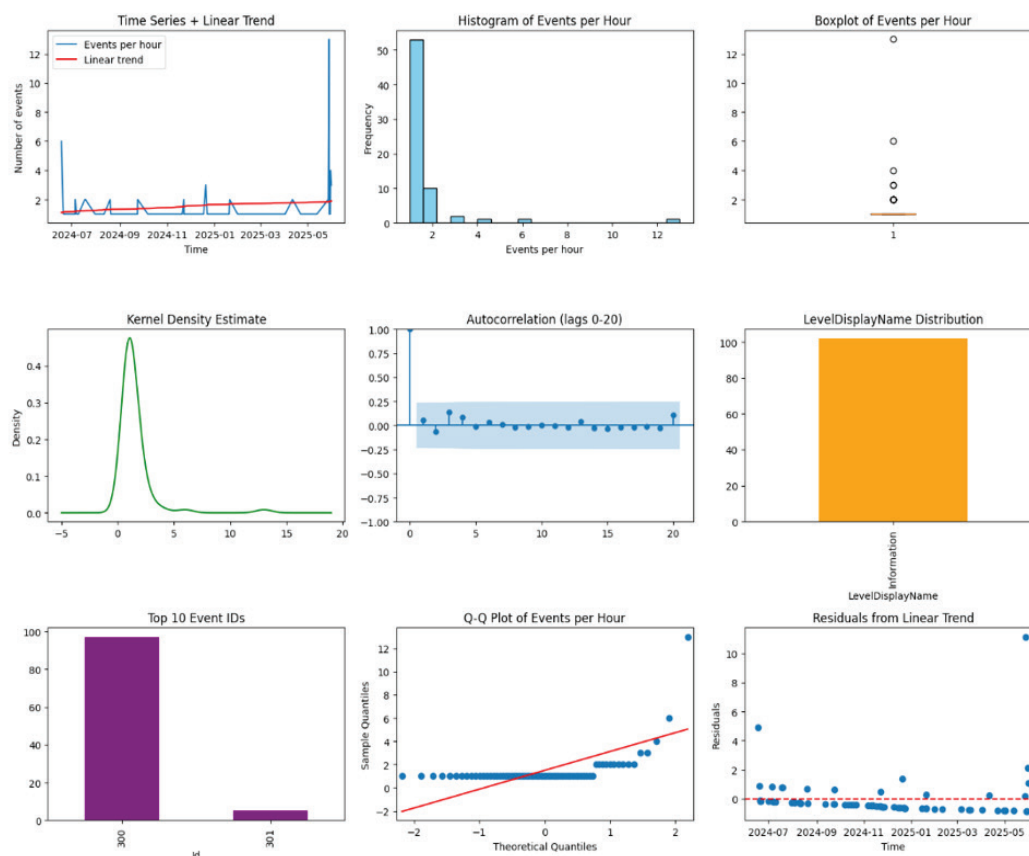 Time Series + Linear Trend
Events per hour
Linear trend
Number of events
12
10
8
6
4
2
2024-07 2024-09 2024-11 2025-01 2025-03 2025-05
Time
Histogram of Events per Hour
Frequency
50
40
30
20
10
0
2 4 6 8 10 12
Events per hour
Boxplot of Events per Hour
12
10
8
6
4
2
1
Kernel Density Estimate
Density
0.4
0.3
0.2
0.1
0.0
−5 0 5 10 15 20
Autocorrelation (lags 0-20)
1.00
0.75
0.50
0.25
0.00
−0.25
−0.50
−0.75
−1.00
0 5 10 15 20
LevelDisplayName Distribution
100
80
60
40
20
0
Information
LevelDisplayName
Top 10 Event IDs
100
80
60
40
20
0
300 301
Id
Q-Q Plot of Events per Hour
Sample Quantiles
12
10
8
6
4
2
0
−2
−2 −1 0 1 2
Theoretical Quantiles
Residuals from Linear Trend
Residuals
10
8
6
4
2
0
2024-07 2024-09 2024-11 2025-01 2025-03 2025-05
Time